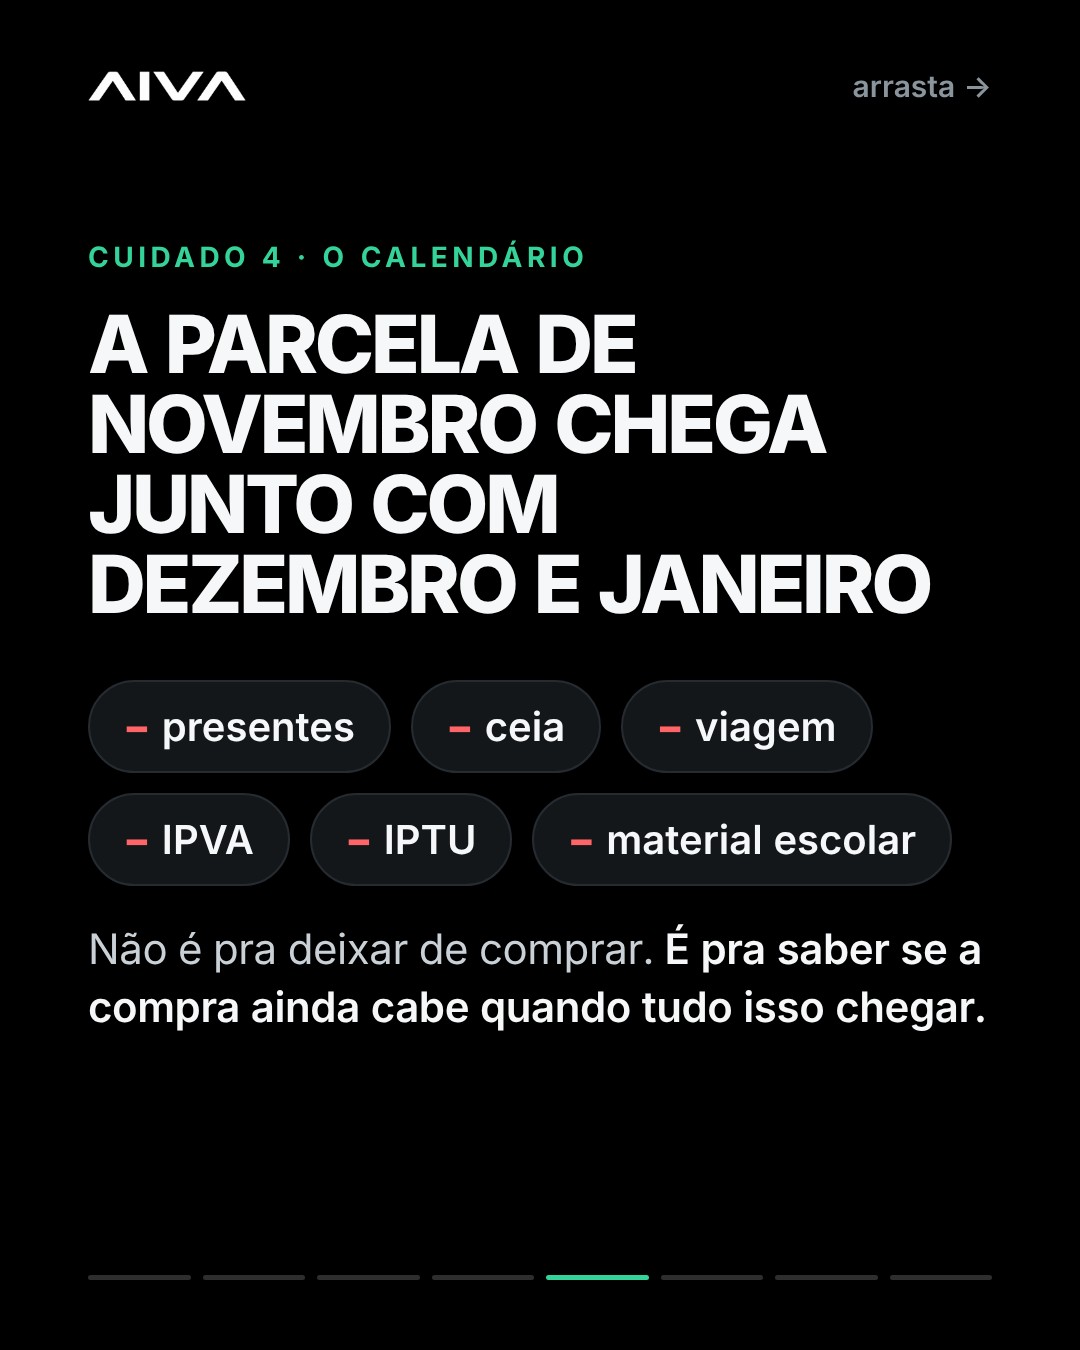 AIVA
arrasta →
CUIDADO 4 · O CALENDÁRIO
A PARCELA DE
NOVEMBRO CHEGA
JUNTO COM
DEZEMBRO E JANEIRO
– presentes – ceia – viagem
– IPVA – IPTU – material escolar
Não é pra deixar de comprar. É pra saber se a
compra ainda cabe quando tudo isso chegar.